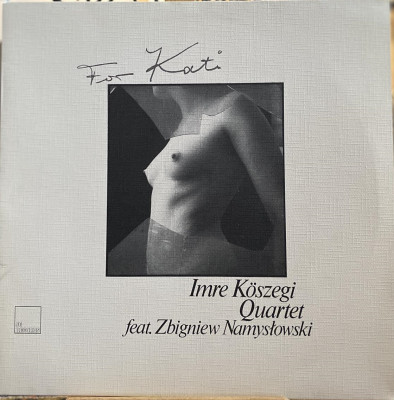 For Kati
Imre Köszegi
Quartet
feat. Zbigniew Namysłowski